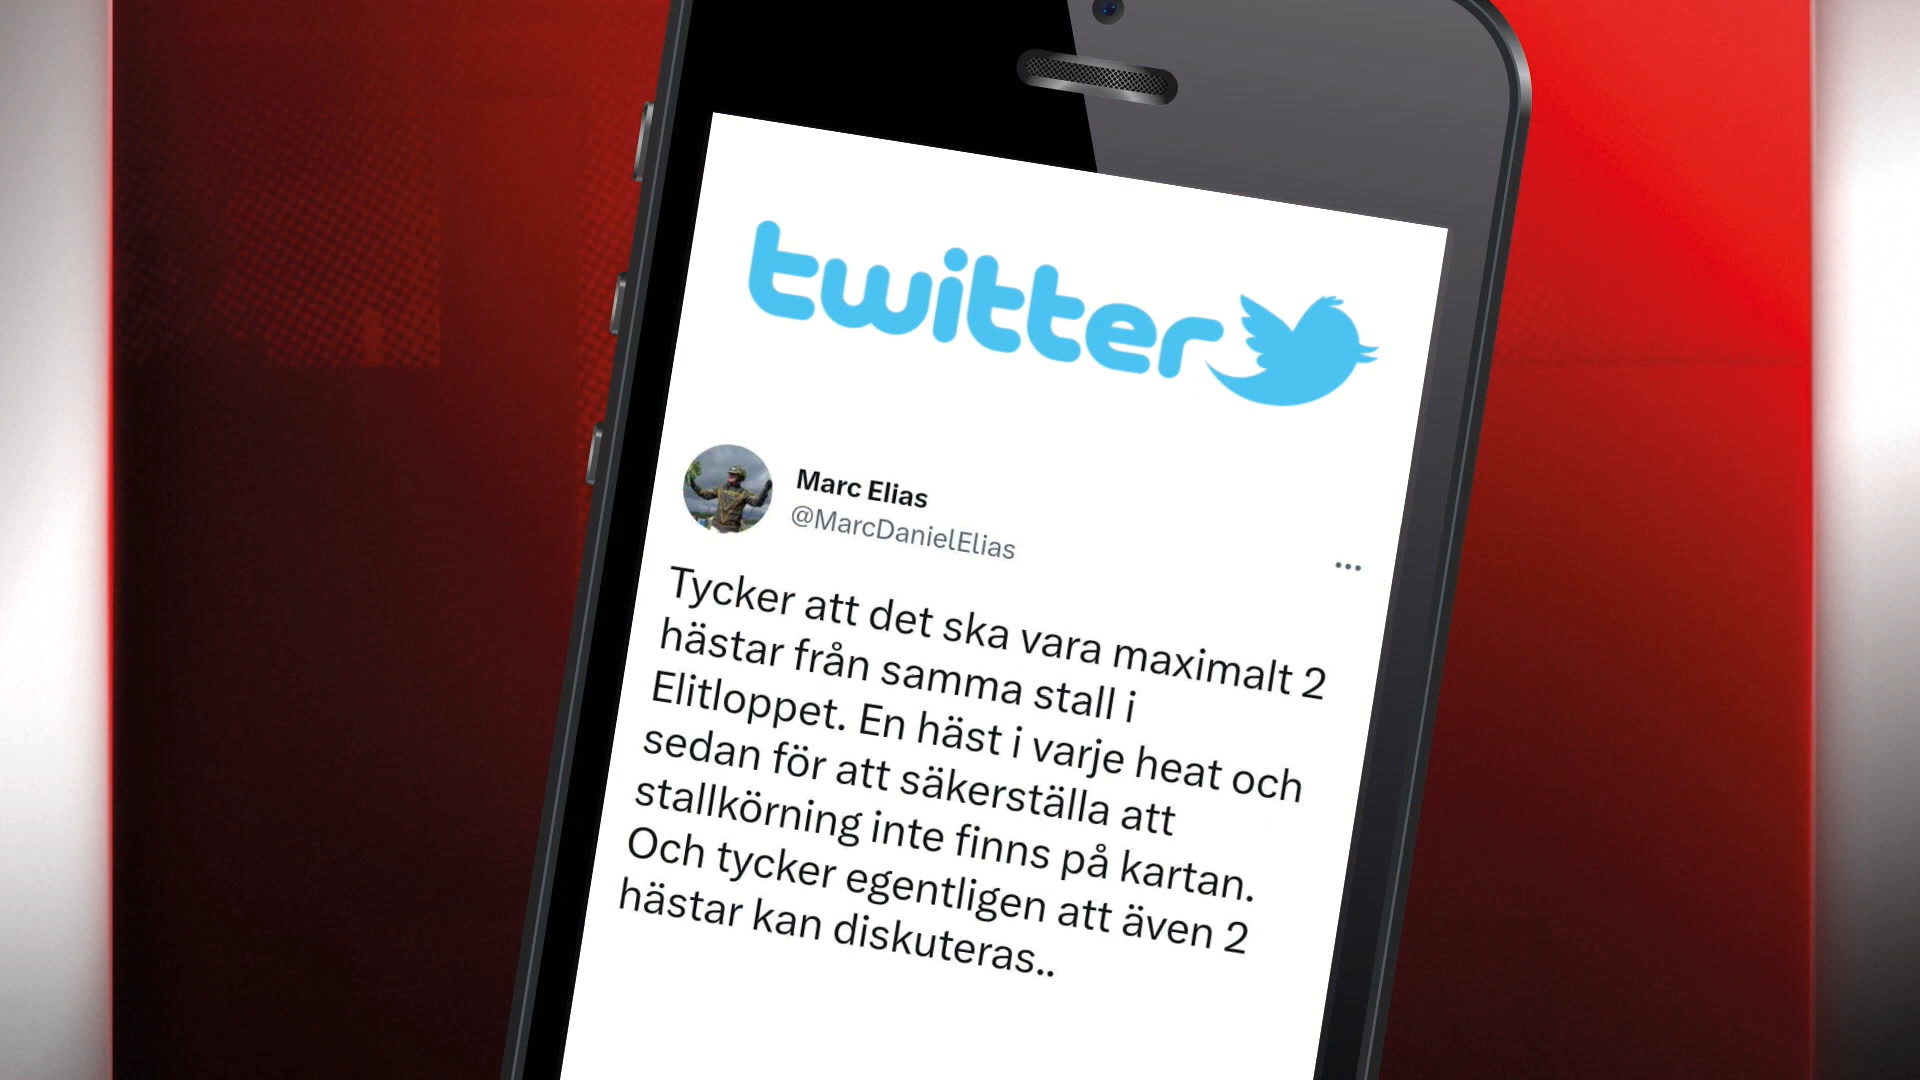 twitter
Marc Elias
@MarcDanielElias
Tycker att det ska vara maximalt 2
hästar från samma stall i
Elitloppet. En häst i varje heat och
sedan för att säkerställa att
stallkörning inte finns på kartan.
Och tycker egentligen att även 2
hästar kan diskuteras..